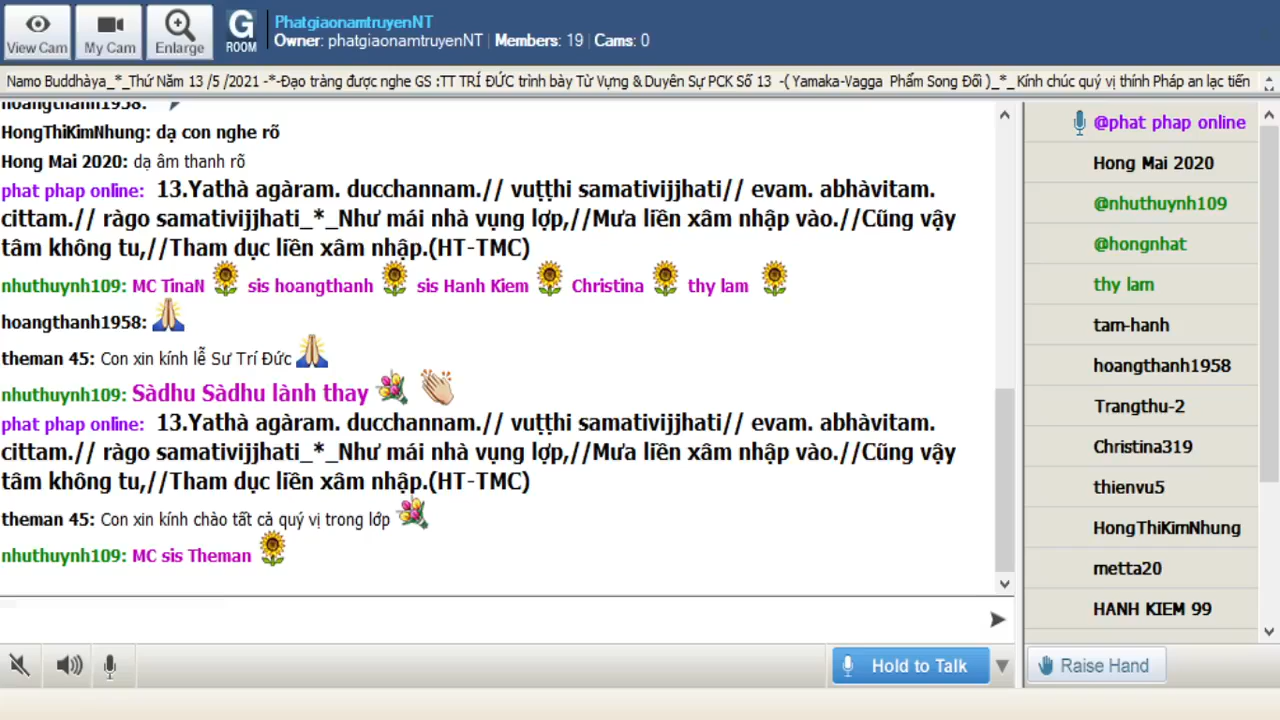 PhatgiaonamtruyenNT
View Cam
My Cam
Enlarge
G
ROOM
Owner: phatgiaonamtruyenNT | Members: 19 | Cams: 0
Namo Buddhàya_*_Thứ Năm 13 /5 /2021 -*-Đạo tràng được nghe GS :TT TRÍ ĐỨC trình bày Từ Vựng & Duyên Sự PCK Số 13 -( Yamaka-Vagga Phẩm Song Đối )_*_ Kính chúc quý vị thính Pháp an lạc tiến
hoangthanh1958:
HongThiKimNhung: dạ con nghe rõ
Hong Mai 2020: dạ âm thanh rõ
phat phap online: 13.Yathà agàram. ducchannam.// vuṭṭhi samativijjhati// evam. abhàvitam.
cittam.// ràgo samativijjhati_*_Như mái nhà vụng lợp,//Mưa liền xâm nhập vào.//Cũng vậy
tâm không tu,//Tham dục liền xâm nhập.(HT-TMC)
nhuthuynh109: MC TinaN sis hoangthanh sis Hanh Kiem Christina thy lam
hoangthanh1958:
theman 45: Con xin kính lễ Sư Trí Đức
nhuthuynh109: Sàdhu Sàdhu lành thay
phat phap online: 13.Yathà agàram. ducchannam.// vuṭṭhi samativijjhati// evam. abhàvitam.
cittam.// ràgo samativijjhati_*_Như mái nhà vụng lợp,//Mưa liền xâm nhập vào.//Cũng vậy
tâm không tu,//Tham dục liền xâm nhập.(HT-TMC)
theman 45: Con xin kính chào tất cả quý vị trong lớp
nhuthuynh109: MC sis Theman
@phat phap online
Hong Mai 2020
@nhuthuynh109
@hongnhat
thy lam
tam-hanh
hoangthanh1958
Trangthu-2
Christina319
thienvu5
HongThiKimNhung
metta20
HANH KIEM 99
Hold to Talk
Raise Hand